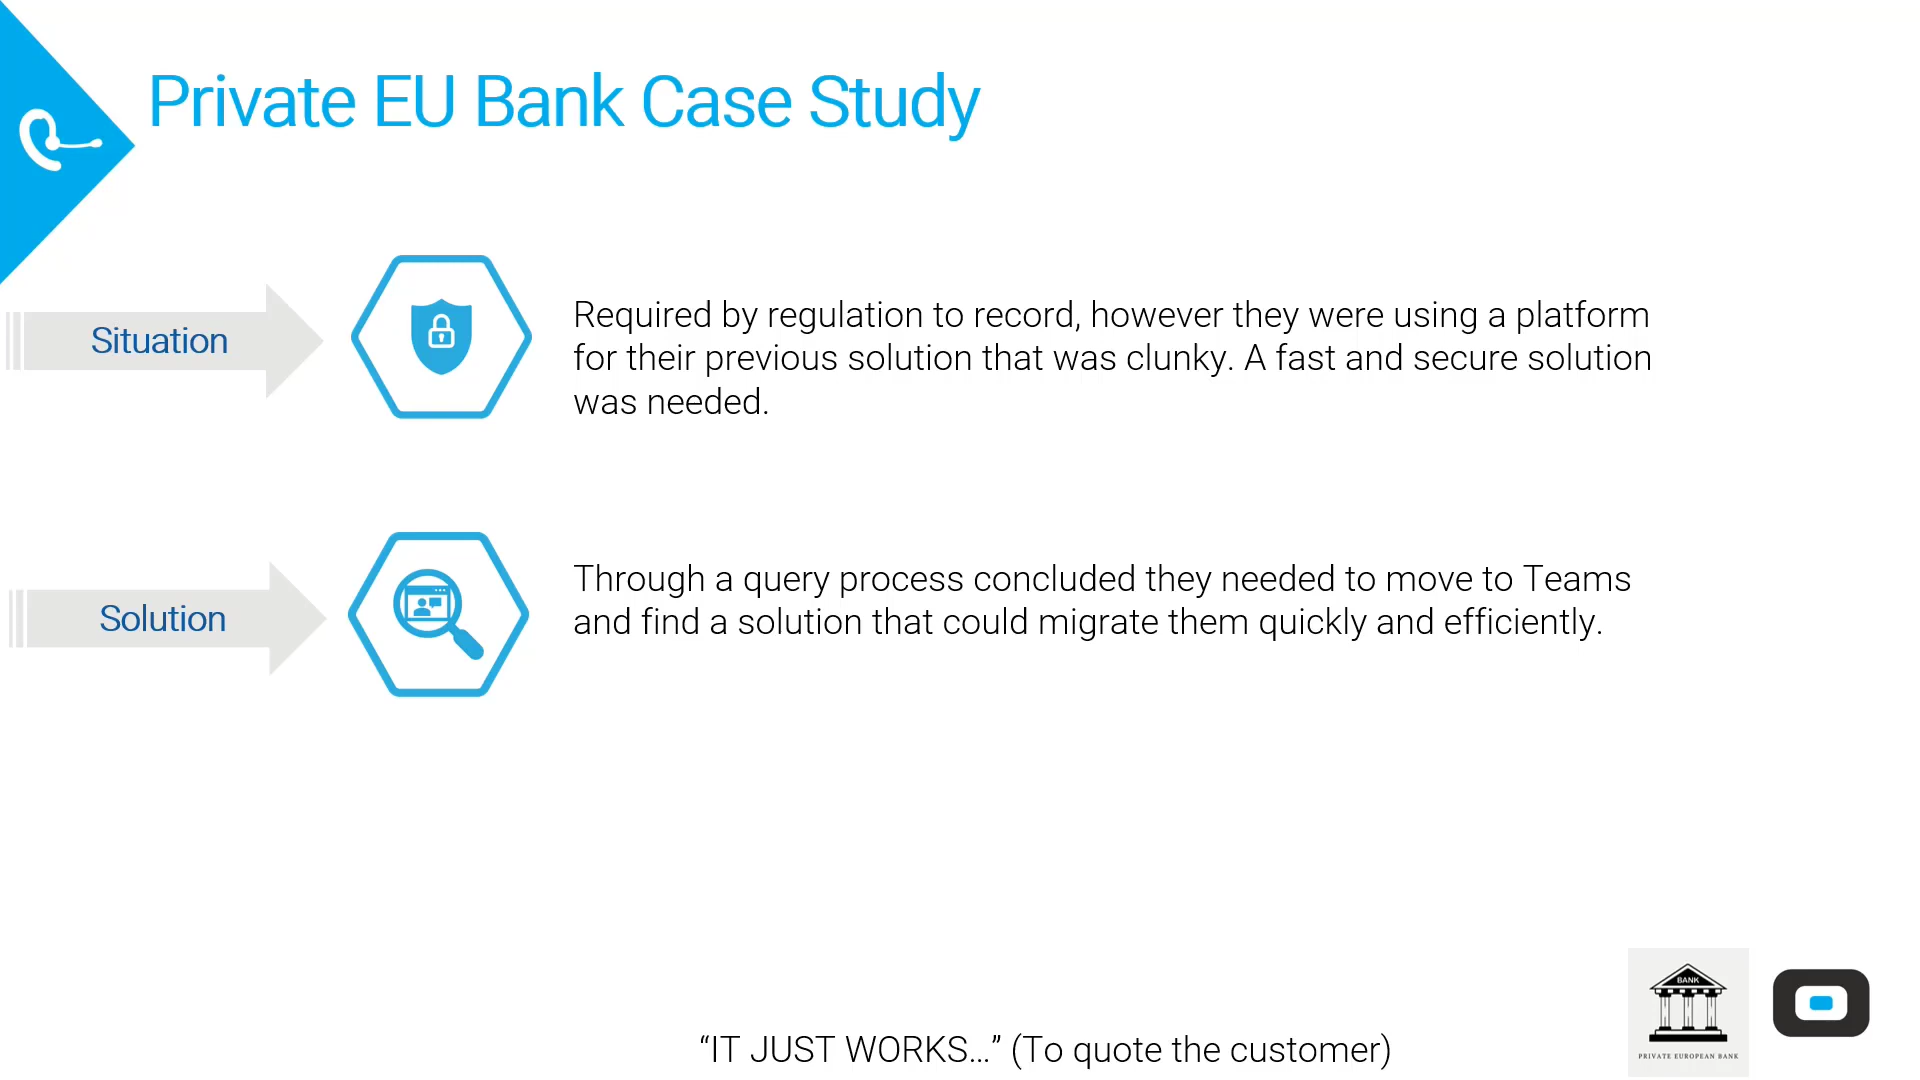 Private EU Bank Case Study
Situation
Required by regulation to record, however they were using a platform
for their previous solution that was clunky. A fast and secure solution
was needed.
Solution
Through a query process concluded they needed to move to Teams
and find a solution that could migrate them quickly and efficiently.
BANK
PRIVATE EUROPEAN BANK
“IT JUST WORKS...” (To quote the customer)